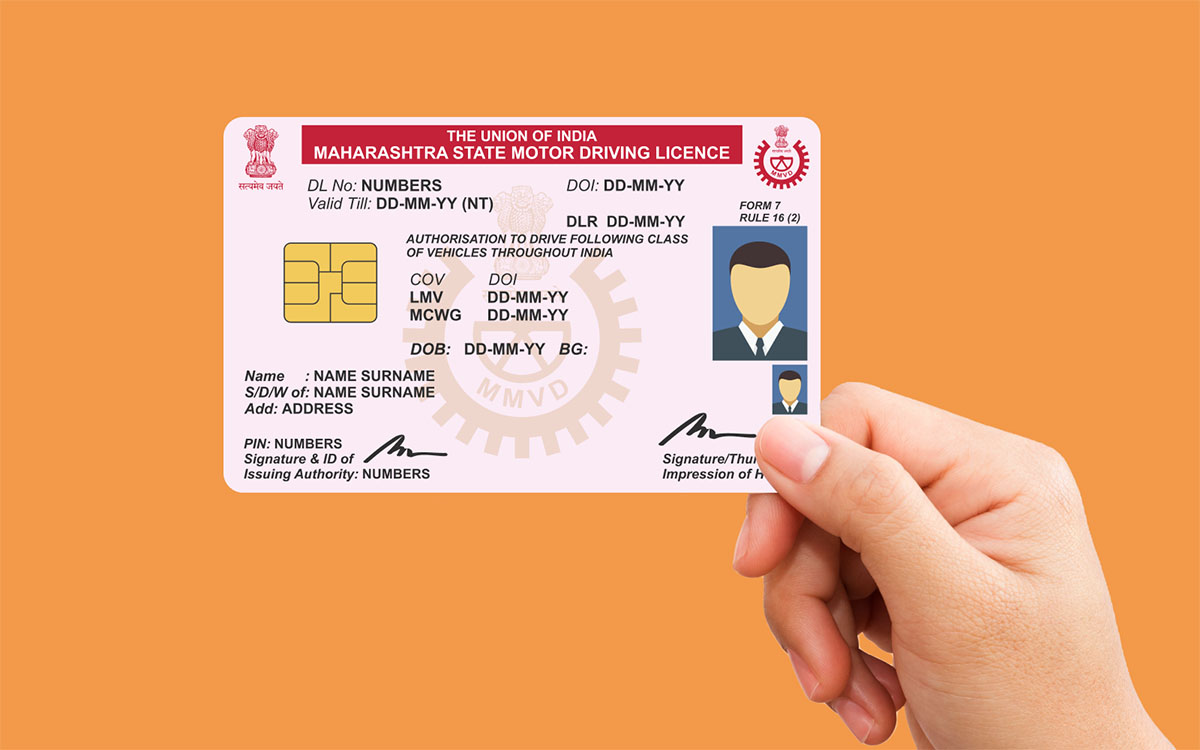 THE UNION OF INDIA
MAHARASHTRA STATE MOTOR DRIVING LICENCE
सत्यमेव जयते
MMVD
DL No: NUMBERS DOI: DD-MM-YY
Valid Till: DD-MM-YY (NT)
FORM 7
RULE 16 (2)
DLR DD-MM-YY
AUTHORISATION TO DRIVE FOLLOWING CLASS
OF VEHICLES THROUGHOUT INDIA
COV DOI
LMV DD-MM-YY
MCWG DD-MM-YY
DOB: DD-MM-YY BG:
MMVD
Name : NAME SURNAME
S/D/W of: NAME SURNAME
Add: ADDRESS
PIN: NUMBERS
Signature & ID of
Issuing Authority: NUMBERS
Signature/Thu
Impression of H